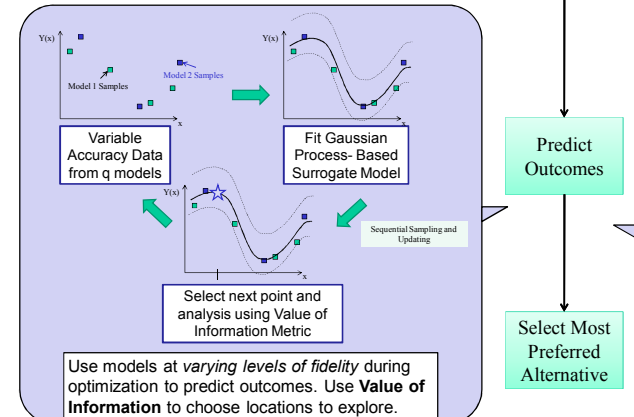 Y(x)
Model 1 Samples
Model 2 Samples
x
Variable
Accuracy Data
from q models
Y(x)
x
Fit Gaussian
Process- Based
Surrogate Model
Y(x)
x
Sequential Sampling and
Updating
Select next point and
analysis using Value of
Information Metric
Use models at varying levels of fidelity during
optimization to predict outcomes. Use Value of
Information to choose locations to explore.
Predict
Outcomes
Select Most
Preferred
Alternative